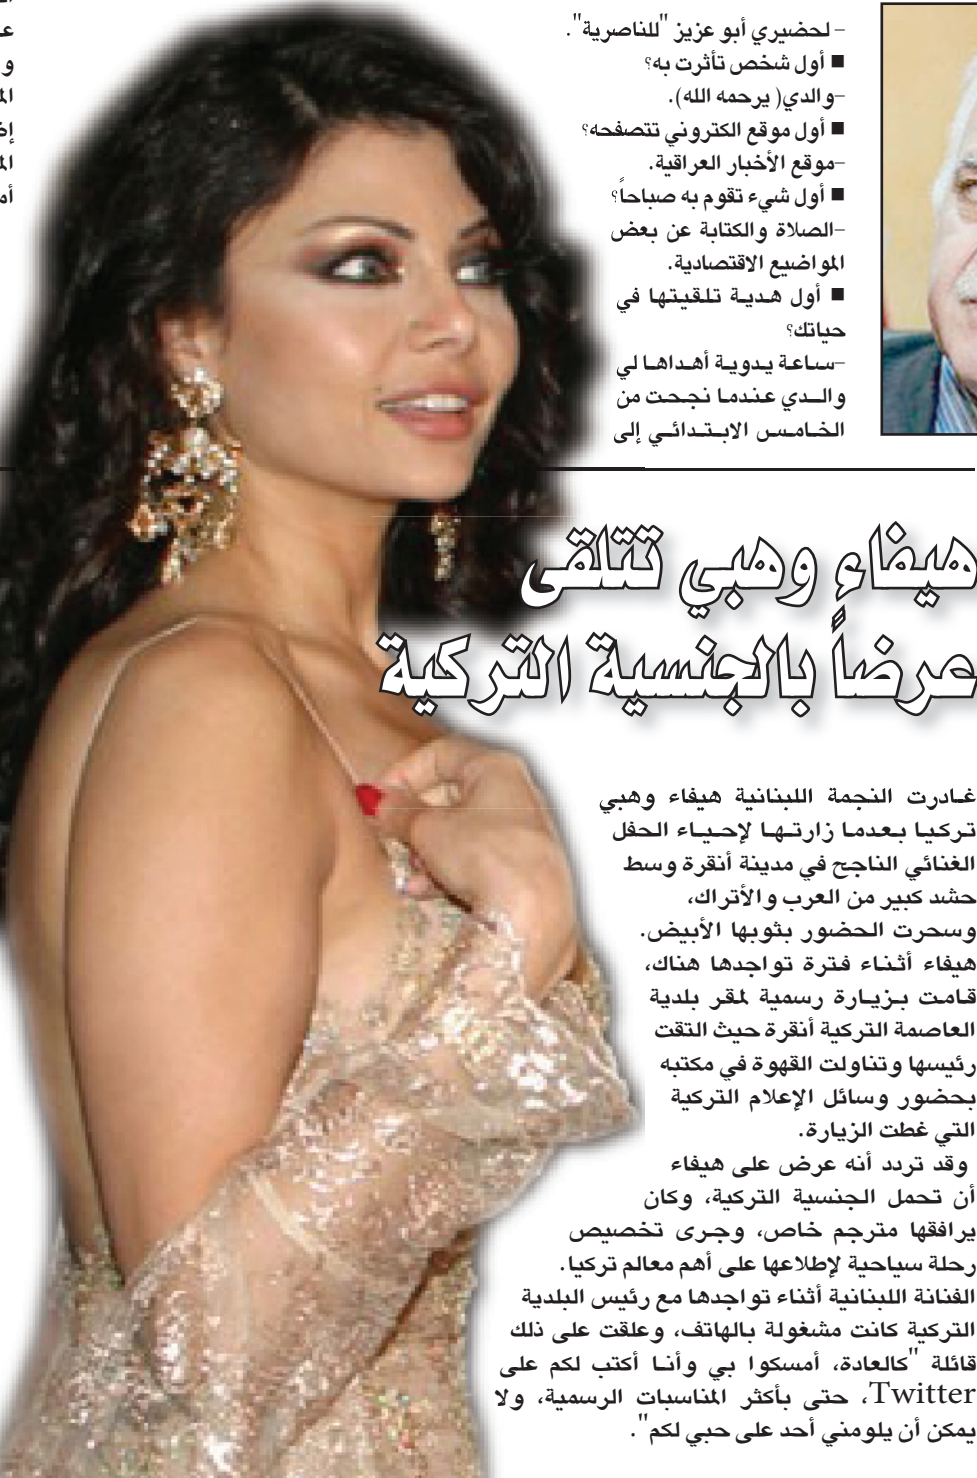 - لحضيري أبو عزيز "للناصرية".
■ أول شخص تأثرت به؟
-والدي( يرحمه الله).
■ أول موقع الكتروني تتصفحه؟
-موقع الأخبار العراقية.
■ أول شيء تقوم به صباحاً؟
-الصلاة والكتابة عن بعض
المواضيع الاقتصادية.
■ أول هدية تلقيتها في
حياتك؟
-ساعة يدوية أهداها لي
والدي عندما نجحت من
الخامس الابتدائي إلى
هيفاء وهبي تتلقى
عرضاً بالجنسية التركية
غادرت النجمة اللبنانية هيفاء وهبي
تركيا بعدما زارتها لإحياء الحفل
الغنائي الناجح في مدينة أنقرة وسط
حشد كبير من العرب والأتراك،
وسحرت الحضور بثوبها الأبيض.
هيفاء أثناء فترة تواجدها هناك،
قامت بزيارة رسمية لمقر بلدية
العاصمة التركية أنقرة حيث التقت
رئيسها وتناولت القهوة في مكتبه
بحضور وسائل الإعلام التركية
التي غطت الزيارة.
وقد تردد أنه عرض على هيفاء
أن تحمل الجنسية التركية، وكان
يرافقها مترجم خاص، وجرى تخصيص
رحلة سياحية لإطلاعها على أهم معالم تركيا.
الفنانة اللبنانية أثناء تواجدها مع رئيس البلدية
التركية كانت مشغولة بالهاتف، وعلقت على ذلك
قائلة "كالعادة، أمسكوا بي وأنا أكتب لكم على
Twitter، حتى بأكثر المناسبات الرسمية، ولا
يمكن أن يلومني أحد على حبي لكم".